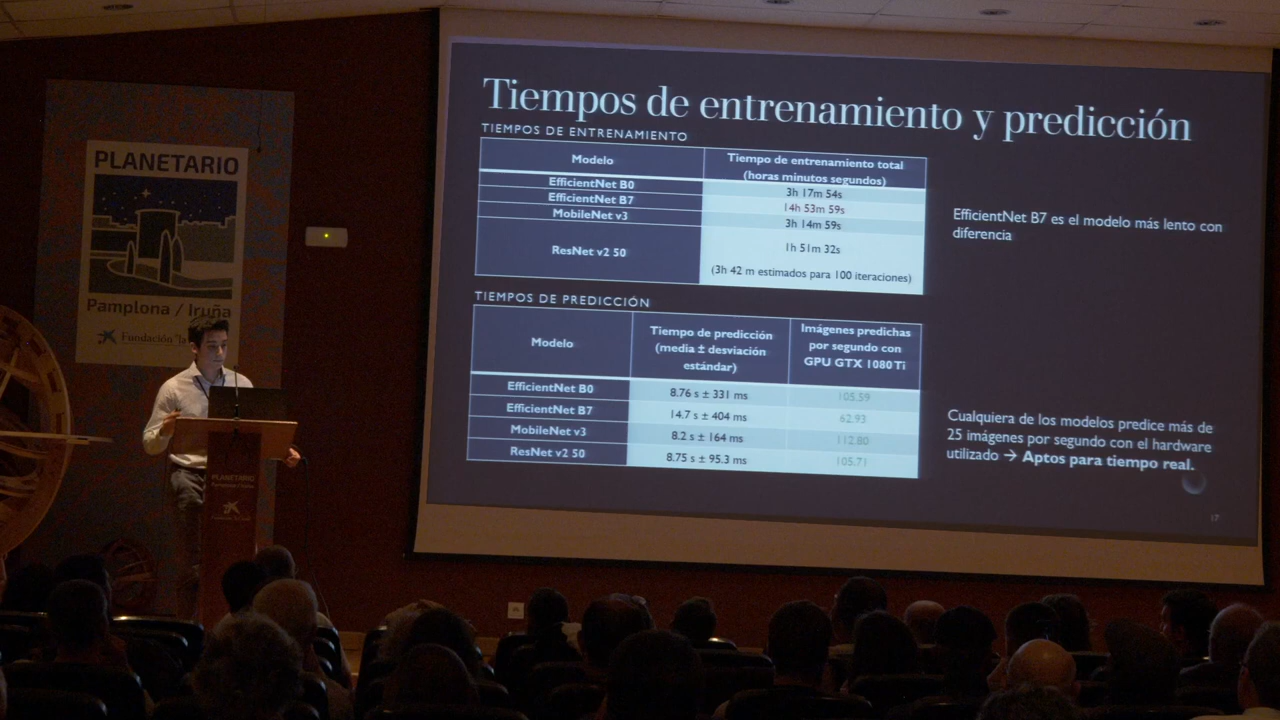 PLANETARIO
Pamplona / Iruña
Fundación "la
PLANETARIO
Pamplona / Iruña
Tiempos de entrenamiento y predicción
TIEMPOS DE ENTRENAMIENTO
Modelo
Tiempo de entrenamiento total
(horas minutos segundos)
EfficientNet B0
3h 17m 54s
EfficientNet B7
14h 53m 59s
MobileNet v3
3h 14m 59s
ResNet v2 50
1h 51m 32s
(3h 42 m estimados para 100 iteraciones)
EfficientNet B7 es el modelo más lento con
diferencia
TIEMPOS DE PREDICCIÓN
Modelo
Tiempo de predicción
(media ± desviación
estándar)
Imágenes predichas
por segundo con
GPU GTX 1080 Ti
EfficientNet B0
8.76 s ± 331 ms
105.59
EfficientNet B7
14.7 s ± 404 ms
62.93
MobileNet v3
8.2 s ± 164 ms
112.80
ResNet v2 50
8.75 s ± 95.3 ms
105.71
Cualquiera de los modelos predice más de
25 imágenes por segundo con el hardware
utilizado → Aptos para tiempo real.
17